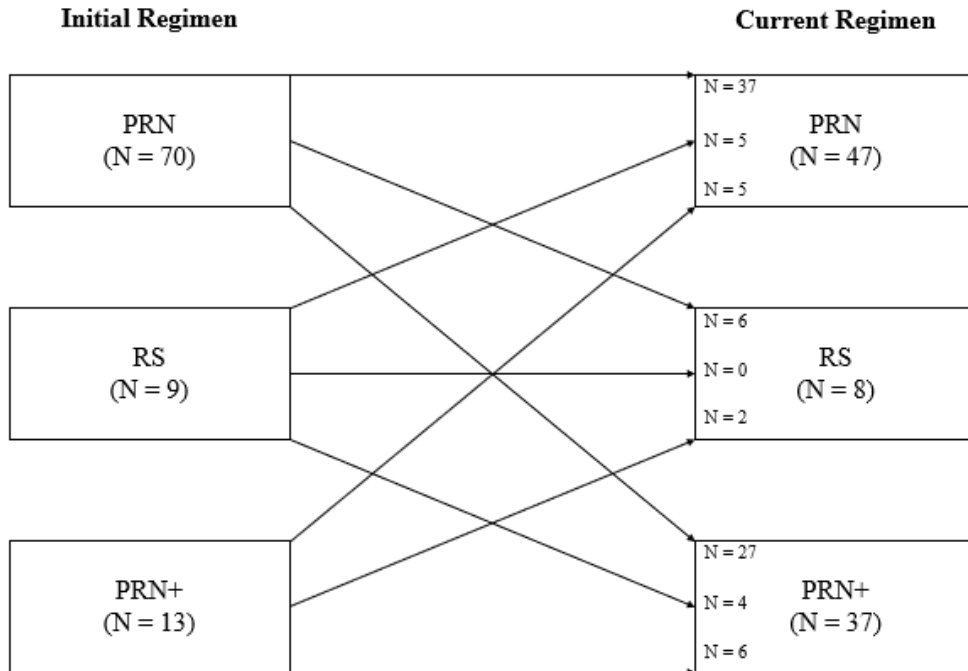 Initial Regimen
Current Regimen
PRN
(N = 70)
N = 37
N = 5
N = 5
PRN
(N = 47)
RS
(N = 9)
N = 6
N = 0
N = 2
RS
(N = 8)
PRN+
(N = 13)
N = 27
N = 4
N = 6
PRN+
(N = 37)